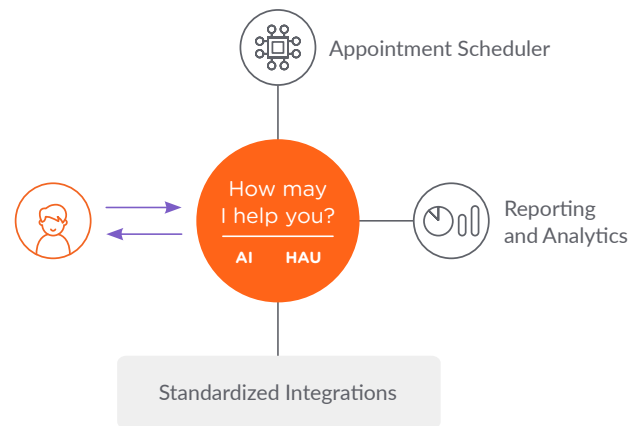 Appointment Scheduler
How may
I help you?
AI HAU
Reporting
and Analytics
Standardized Integrations